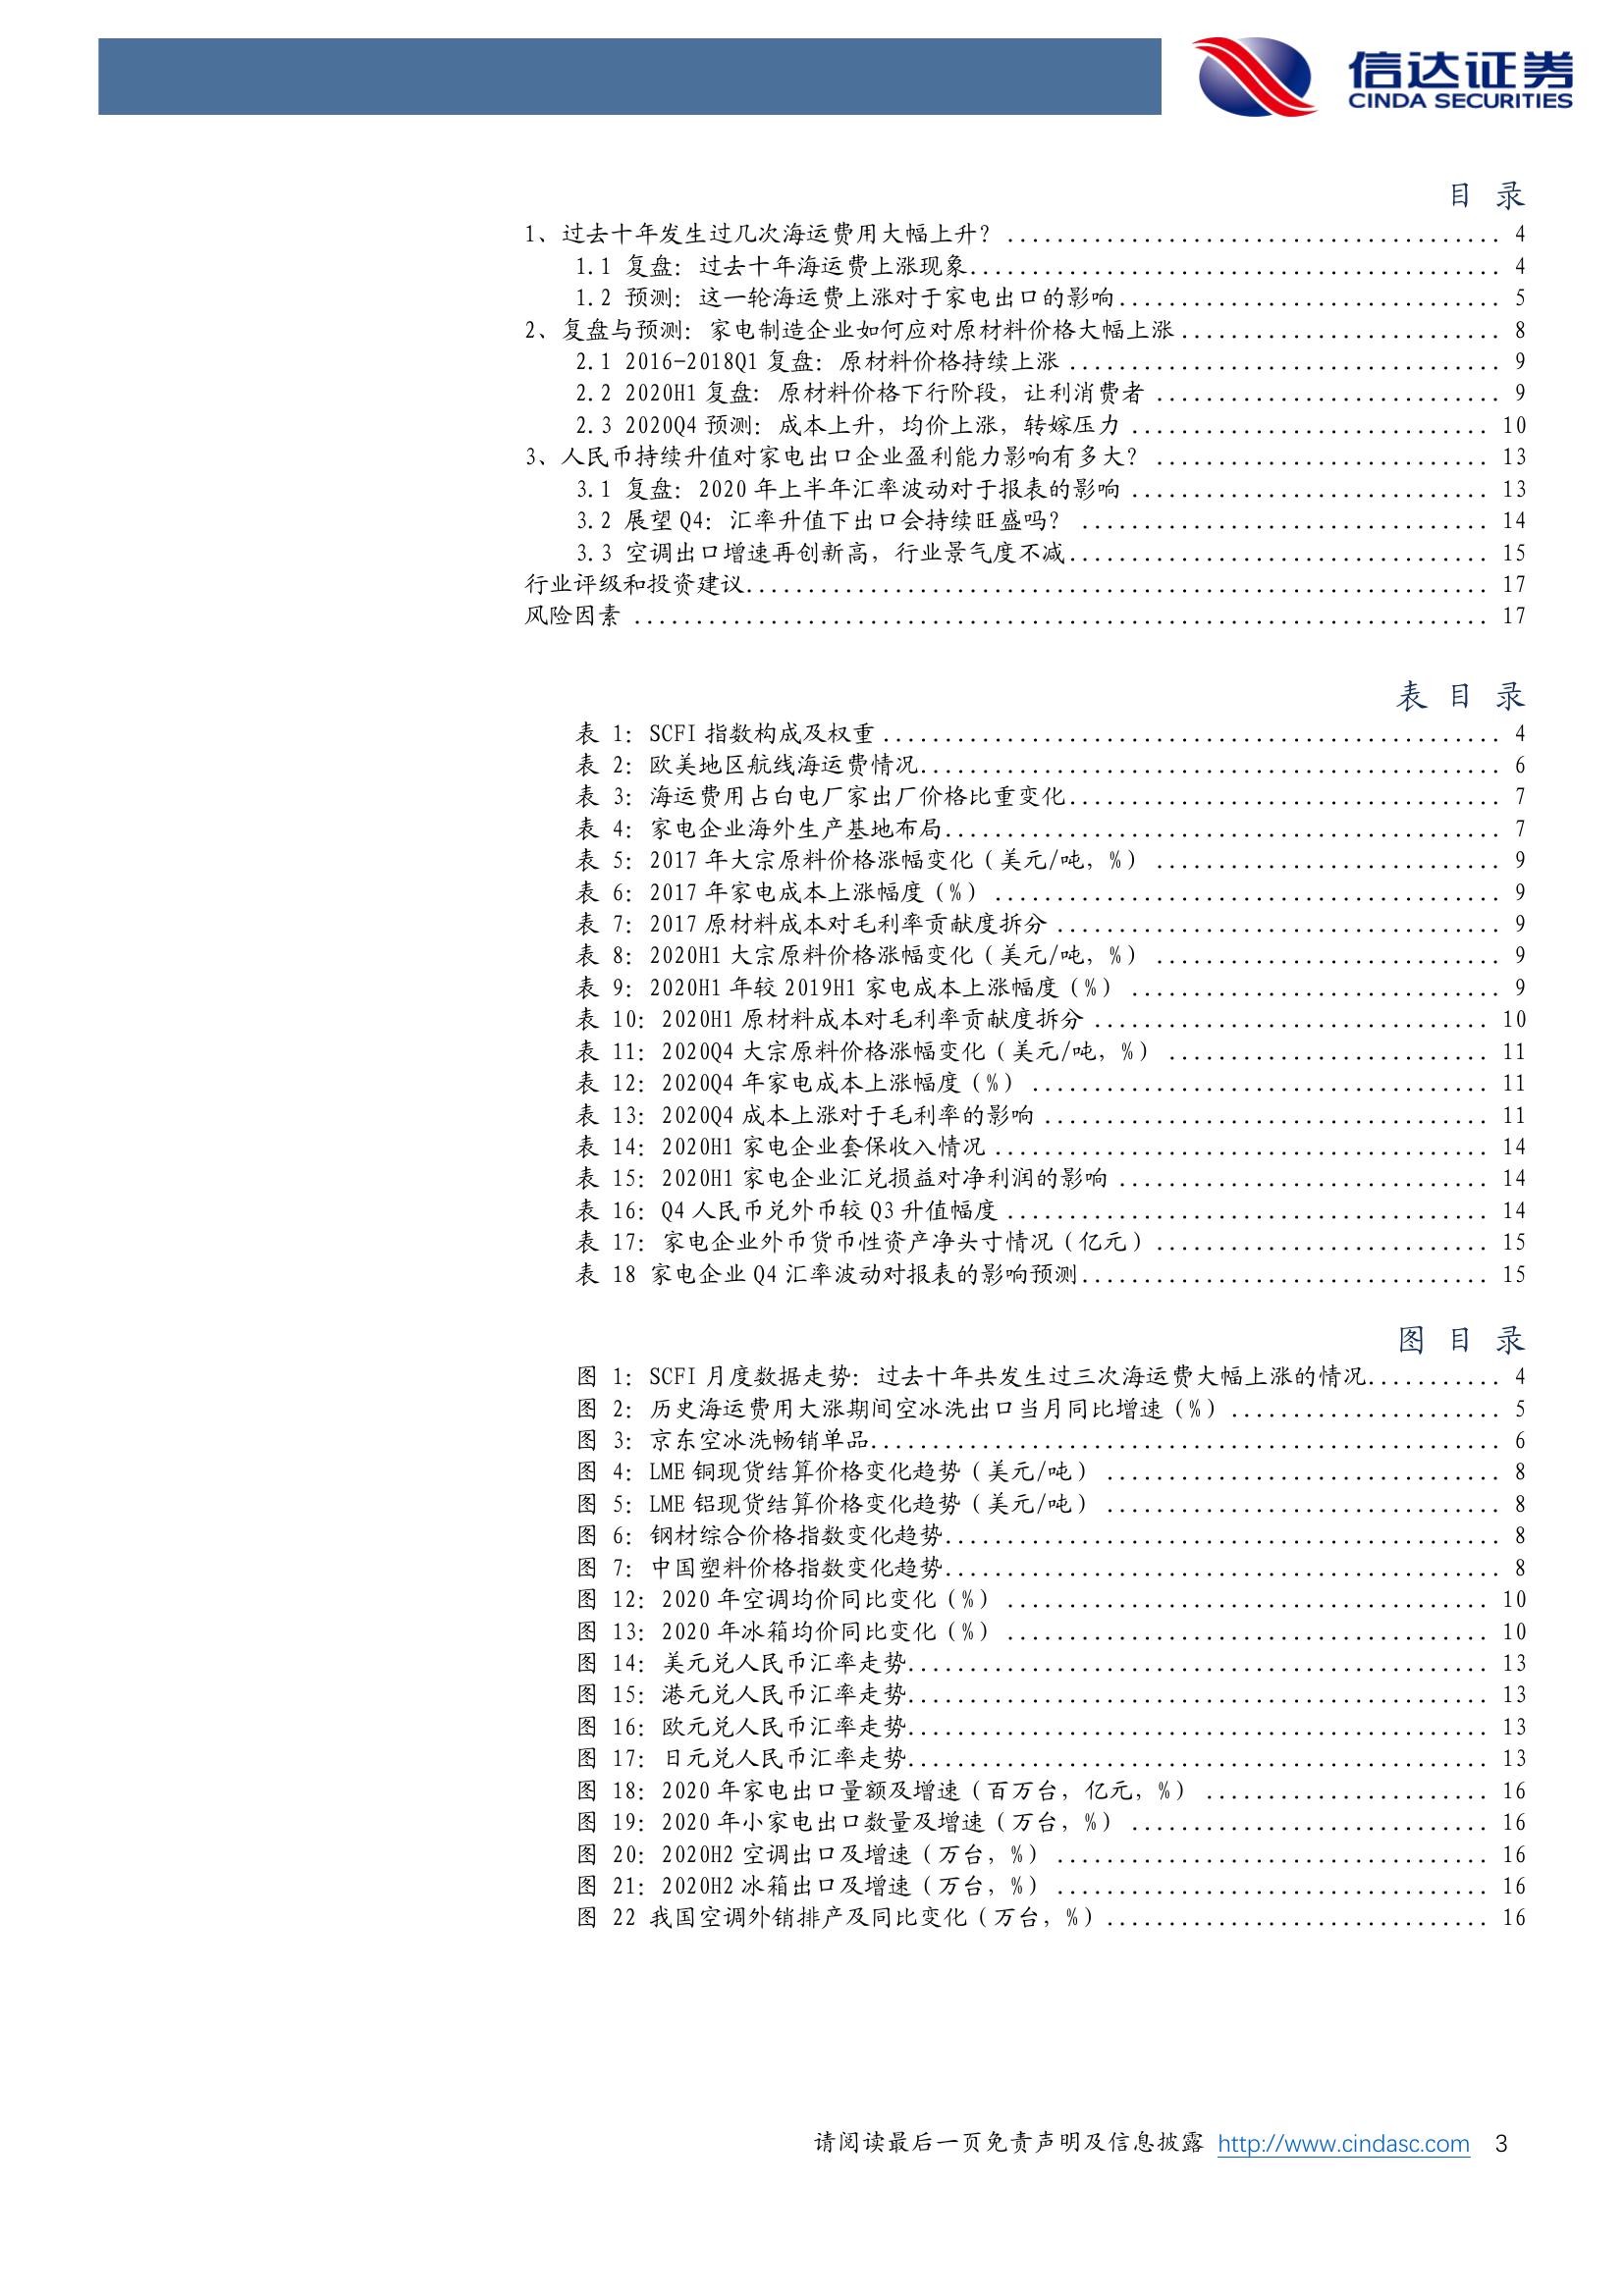 信达证券
CINDA SECURITIES
目 录
1、过去十年发生过几次海运费用大幅上升？ ........................................ 4
1.1 复盘：过去十年海运费上涨现象........................................... 4
1.2 预测：这一轮海运费上涨对于家电出口的影响............................... 5
2、复盘与预测：家电制造企业如何应对原材料价格大幅上涨 .......................... 8
2.1 2016-2018Q1 复盘：原材料价格持续上涨 ................................... 9
2.2 2020H1 复盘：原材料价格下行阶段，让利消费者 ............................ 9
2.3 2020Q4 预测：成本上升，均价上涨，转嫁压力 ............................. 10
3、人民币持续升值对家电出口企业盈利能力影响有多大？ ........................... 13
3.1 复盘：2020 年上半年汇率波动对于报表的影响 ............................. 13
3.2 展望 Q4：汇率升值下出口会持续旺盛吗？ ................................. 14
3.3 空调出口增速再创新高，行业景气度不减.................................. 15
行业评级和投资建议............................................................ 17
风险因素 ..................................................................... 17
表 目 录
表 1：SCFI 指数构成及权重 .................................................. 4
表 2：欧美地区航线海运费情况............................................... 6
表 3：海运费用占白电厂家出厂价格比重变化................................... 7
表 4：家电企业海外生产基地布局............................................. 7
表 5：2017 年大宗原料价格涨幅变化（美元/吨，%） ............................ 9
表 6：2017 年家电成本上涨幅度（%） ......................................... 9
表 7：2017 原材料成本对毛利率贡献度拆分 .................................... 9
表 8：2020H1 大宗原料价格涨幅变化（美元/吨，%） ............................ 9
表 9：2020H1 年较 2019H1 家电成本上涨幅度（%） .............................. 9
表 10：2020H1 原材料成本对毛利率贡献度拆分 ................................ 10
表 11：2020Q4 大宗原料价格涨幅变化（美元/吨，%） .......................... 11
表 12：2020Q4 年家电成本上涨幅度（%） ..................................... 11
表 13：2020Q4 成本上涨对于毛利率的影响 .................................... 11
表 14：2020H1 家电企业套保收入情况 ........................................ 14
表 15：2020H1 家电企业汇兑损益对净利润的影响 .............................. 14
表 16：Q4 人民币兑外币较 Q3 升值幅度 ....................................... 14
表 17：家电企业外币货币性资产净头寸情况（亿元）........................... 15
表 18 家电企业 Q4 汇率波动对报表的影响预测................................. 15
图 目 录
图 1：SCFI 月度数据走势：过去十年共发生过三次海运费大幅上涨的情况........... 4
图 2：历史海运费用大涨期间空冰洗出口当月同比增速（%） ...................... 5
图 3：京东空冰洗畅销单品................................................... 6
图 4：LME 铜现货结算价格变化趋势（美元/吨） ................................ 8
图 5：LME 铝现货结算价格变化趋势（美元/吨） ................................ 8
图 6：钢材综合价格指数变化趋势............................................. 8
图 7：中国塑料价格指数变化趋势............................................. 8
图 12：2020 年空调均价同比变化（%） ....................................... 10
图 13：2020 年冰箱均价同比变化（%） ....................................... 10
图 14：美元兑人民币汇率走势............................................... 13
图 15：港元兑人民币汇率走势............................................... 13
图 16：欧元兑人民币汇率走势............................................... 13
图 17：日元兑人民币汇率走势............................................... 13
图 18：2020 年家电出口量额及增速（百万台，亿元，%） ....................... 16
图 19：2020 年小家电出口数量及增速（万台，%） ............................. 16
图 20：2020H2 空调出口及增速（万台，%） ................................... 16
图 21：2020H2 冰箱出口及增速（万台，%） ................................... 16
图 22 我国空调外销排产及同比变化（万台，%）............................... 16
请阅读最后一页免责声明及信息披露 http://www.cindasc.com 3